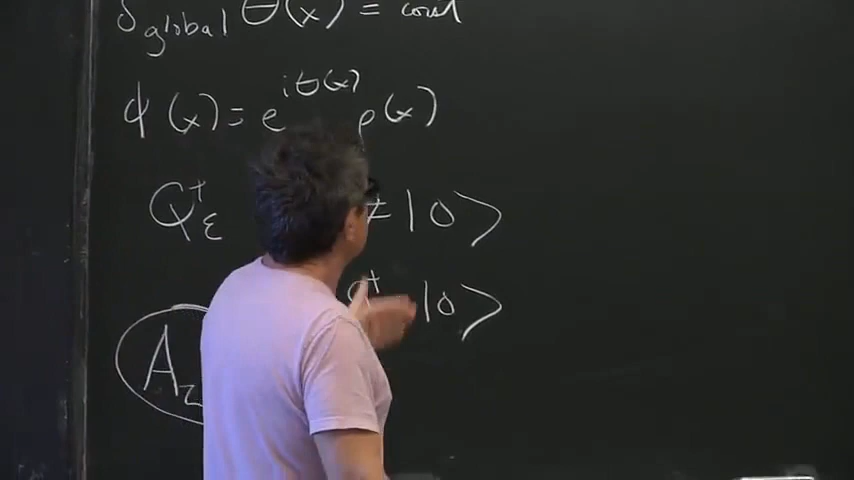 δ_global Θ(x) = const
ψ(x) = e^{iΘ(x)} ρ(x)
Q†_ε ≠ |0>
a† |0>
A_z